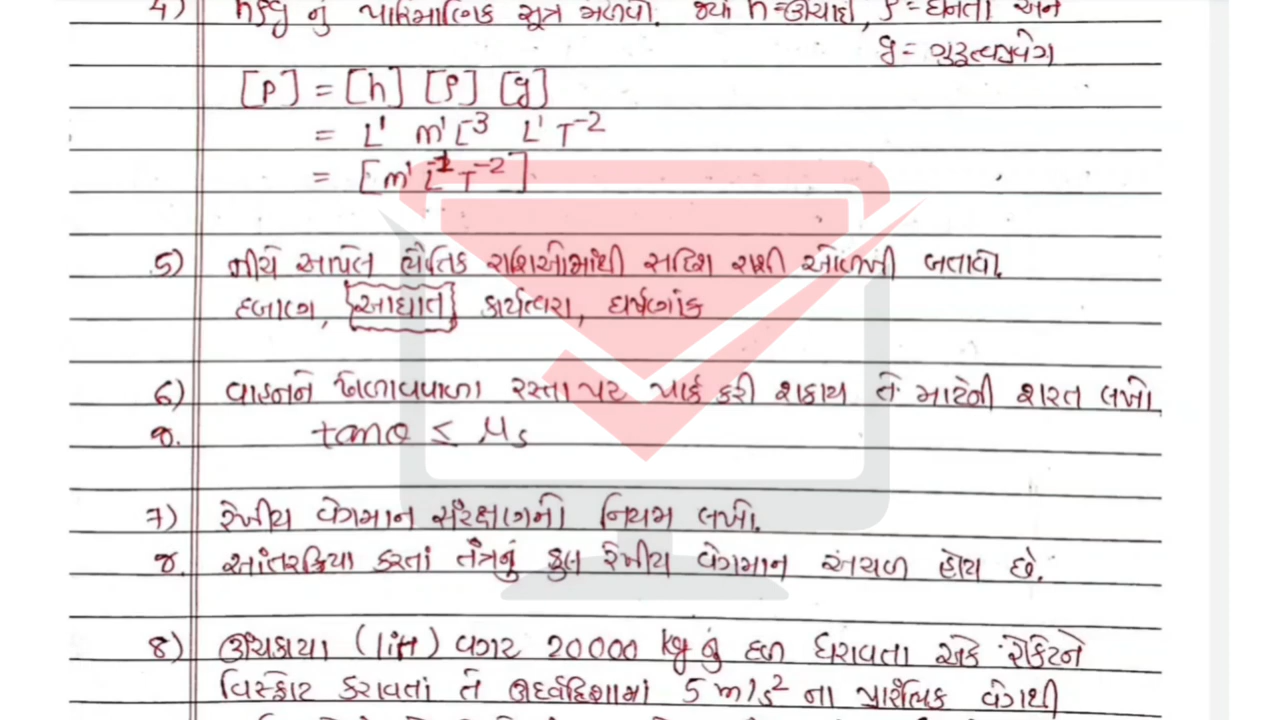 4) hρg નું પારિમાણિક સૂત્ર મેળવો. જ્યાં h=ઊંચાઈ, ρ=ઘનતા અને
g = ગુરુત્વપ્રવેગ
[P] = [h] [ρ] [g]
= L¹ m¹L⁻³ L¹ T⁻²
= [m¹ L⁻¹ T⁻²]
5) નીચે આપેલ ભૌતિક રાશિઓમાંથી સદિશ રાશી ઓળખી બતાવો.
દબાણ, આઘાત, કાર્યત્વરા, ઘર્ષણાંક
6) વાહનને ઢોળાવવાળા રસ્તા પર પાર્ક કરી શકાય તે માટેની શરત લખો.
જ. tanθ ≤ μs
7) રેખીય વેગમાન સંરક્ષણનો નિયમ લખો.
જ. આંતરક્રિયા કરતાં તંત્રનું કુલ રેખીય વેગમાન અચળ હોય છે.
8) ઊંચકાયા (lift) વગર 20000 kg નું દળ ધરાવતા એક રોકેટને
વિસ્ફોટ કરાવતાં તે ઊર્ધ્વદિશામાં 5 m/s² ના પ્રારંભિક વેગથી